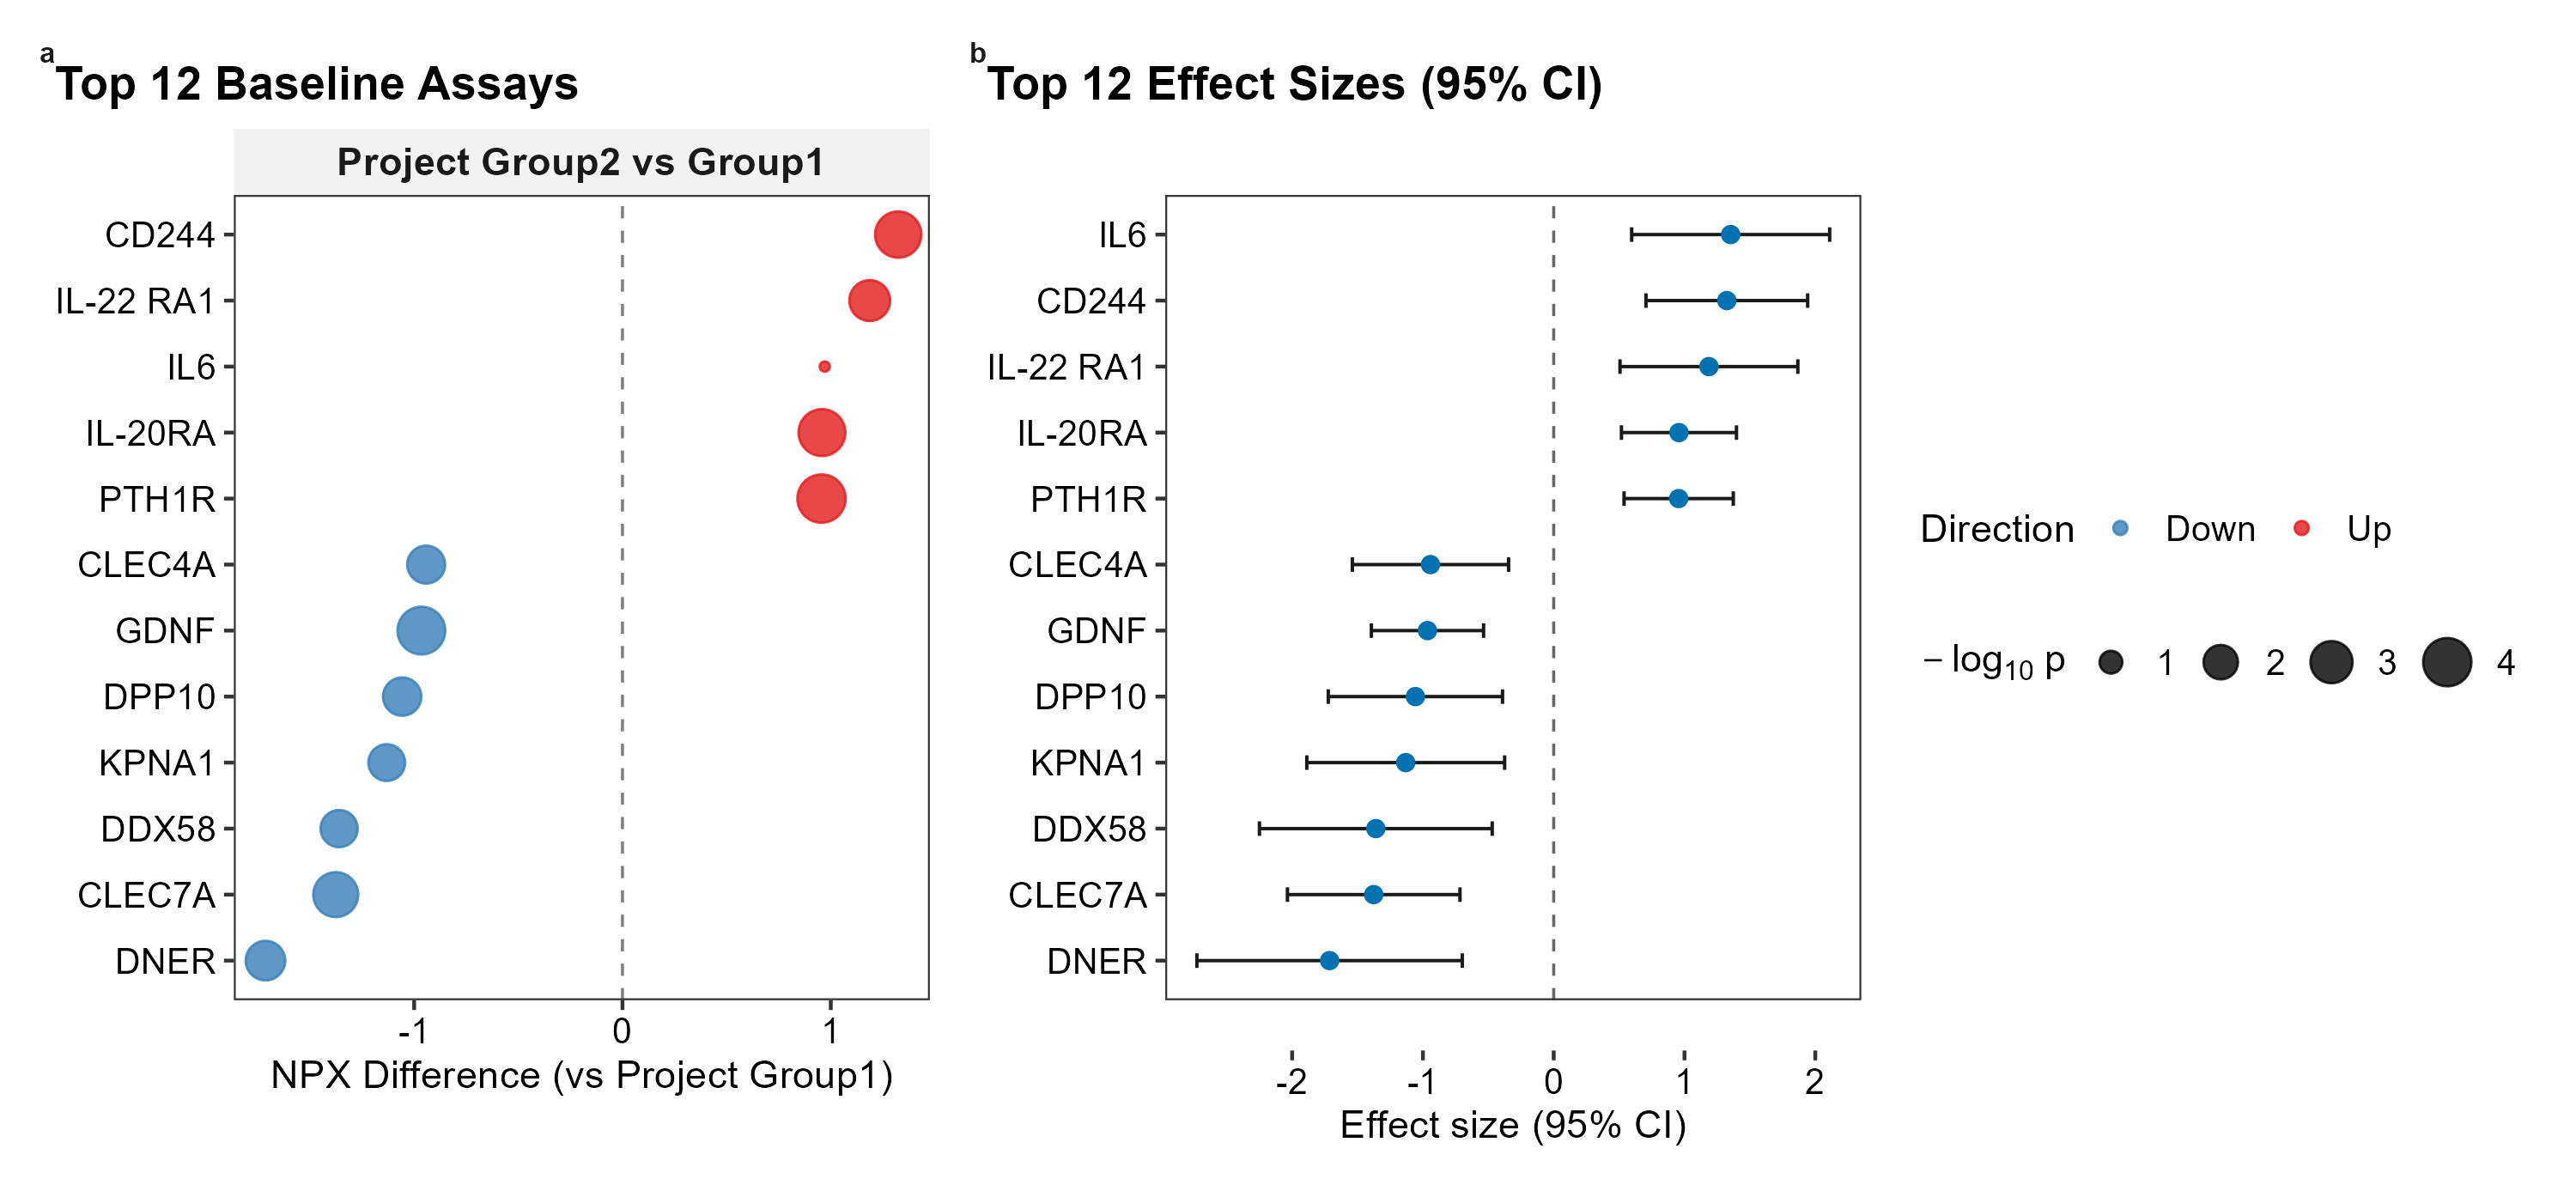 a
Top 12 Baseline Assays
Project Group2 vs Group1
CD244
IL-22 RA1
IL6
IL-20RA
PTH1R
CLEC4A
GDNF
DPP10
KPNA1
DDX58
CLEC7A
DNER
-1 0 1
NPX Difference (vs Project Group1)
b
Top 12 Effect Sizes (95% CI)
IL6
CD244
IL-22 RA1
IL-20RA
PTH1R
CLEC4A
GDNF
DPP10
KPNA1
DDX58
CLEC7A
DNER
-2 -1 0 1 2
Effect size (95% CI)
Direction Down Up
− log₁₀ p 1 2 3 4